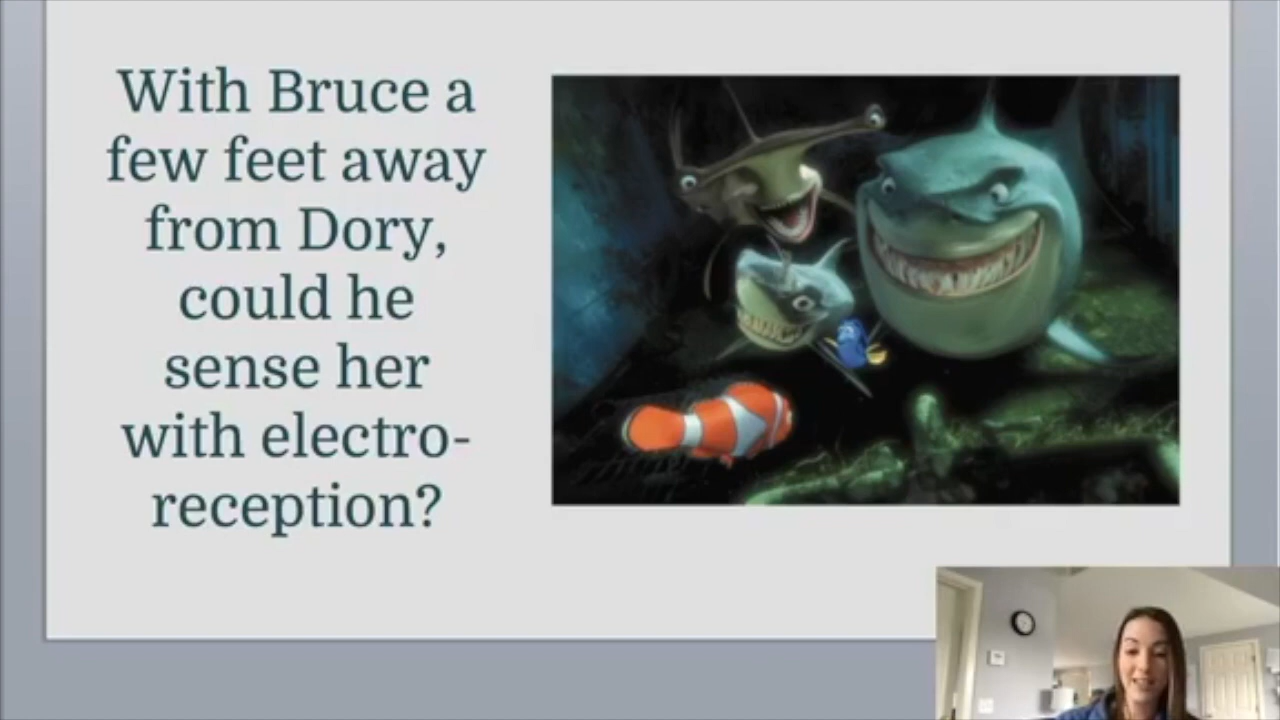 With Bruce a
few feet away
from Dory,
could he
sense her
with electro-
reception?